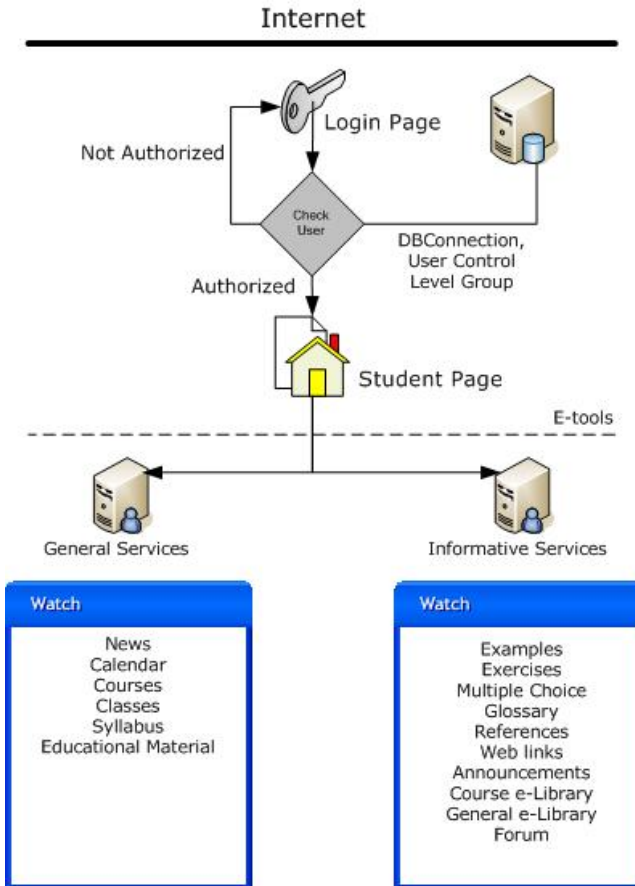 Internet
Login Page
Not Authorized
Check
User
DBConnection,
User Control
Level Group
Authorized
Student Page
E-tools
General Services
Informative Services
Watch
News
Calendar
Courses
Classes
Syllabus
Educational Material
Watch
Examples
Exercises
Multiple Choice
Glossary
References
Web links
Announcements
Course e-Library
General e-Library
Forum